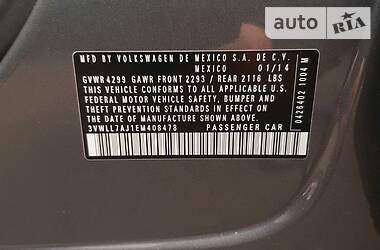 auto RIA
MFD BY VOLKSWAGEN DE MEXICO S.A. DE C.V.
MEXICO 01/14
GVWR 4299 GAWR FRONT 2293 / REAR 2116 LBS
THIS VEHICLE CONFORMS TO ALL APPLICABLE
FEDERAL MOTOR VEHICLE SAFETY, BUMPER AND
THEFT PREVENTION STANDARDS IN EFFECT ON
THE DATE OF MANUFACTURE SHOWN ABOVE.
3VWLL7AJ1EM408478 PASSENGER CAR
0426402 1004 M